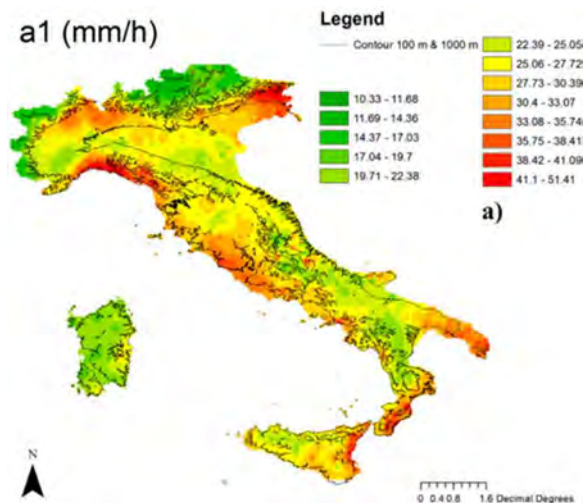 a1 (mm/h)
Legend
Contour 100 m & 1000 m
10.33 - 11.68
11.69 - 14.36
14.37 - 17.03
17.04 - 19.7
19.71 - 22.38
22.39 - 25.05
25.06 - 27.72
27.73 - 30.39
30.4 - 33.07
33.08 - 35.74
35.75 - 38.41
38.42 - 41.09
41.1 - 51.41
a)
N
0 0.4 0.8 1.6 Decimal Degrees